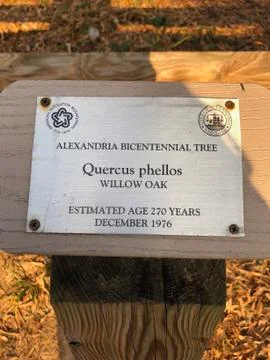 ALEXANDRIA BICENTENNIAL TREE
Quercus phellos
WILLOW OAK
ESTIMATED AGE 270 YEARS
DECEMBER 1976